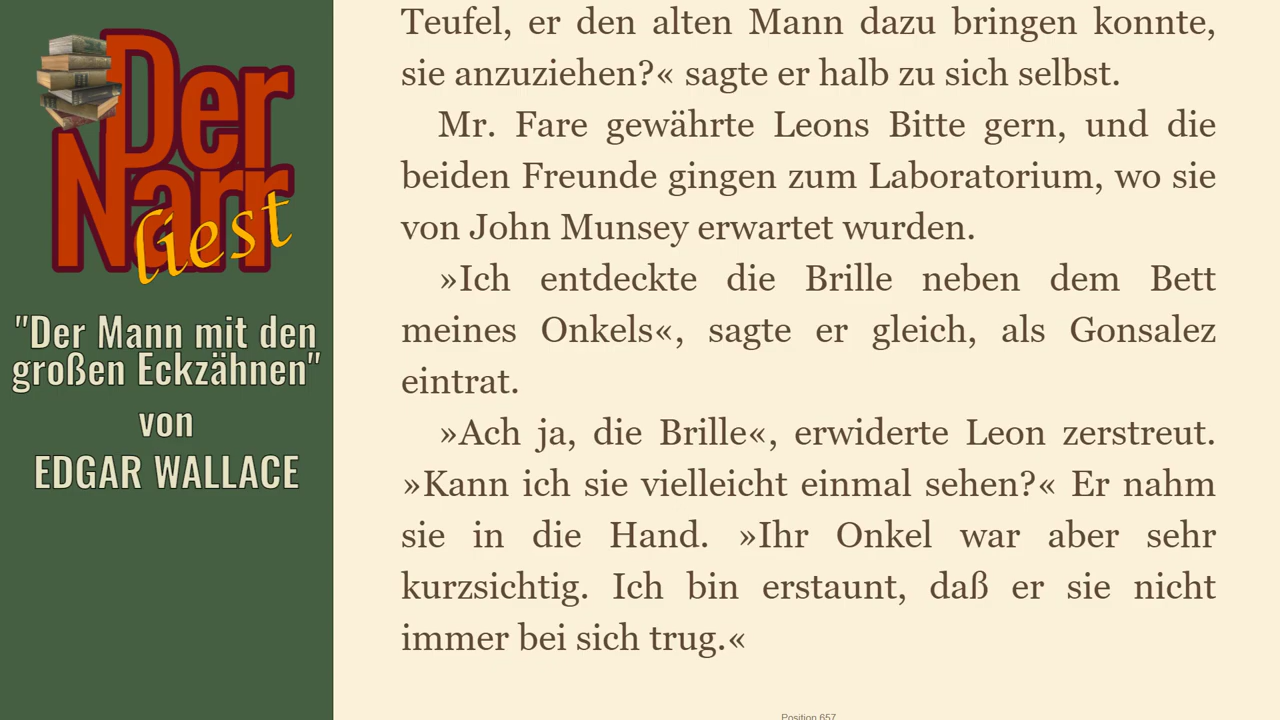 Der
Narr
liest
"Der Mann mit den
großen Eckzähnen"
von
EDGAR WALLACE
Teufel, er den alten Mann dazu bringen konnte,
sie anzuziehen?« sagte er halb zu sich selbst.
Mr. Fare gewährte Leons Bitte gern, und die
beiden Freunde gingen zum Laboratorium, wo sie
von John Munsey erwartet wurden.
»Ich entdeckte die Brille neben dem Bett
meines Onkels«, sagte er gleich, als Gonsalez
eintrat.
»Ach ja, die Brille«, erwiderte Leon zerstreut.
»Kann ich sie vielleicht einmal sehen?« Er nahm
sie in die Hand. »Ihr Onkel war aber sehr
kurzsichtig. Ich bin erstaunt, daß er sie nicht
immer bei sich trug.«
Position 657